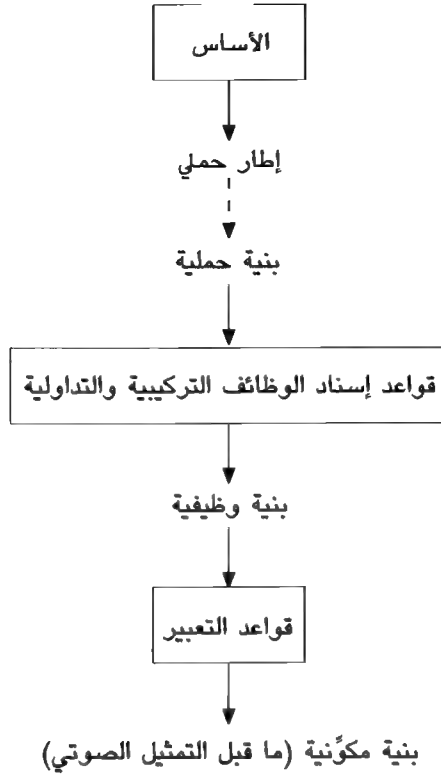 الأساس
إطار حملي
بنية حملية
قواعد إسناد الوظائف التركيبية والتداولية
بنية وظيفية
قواعد التعبير
بنية مكوِّنية (ما قبل التمثيل الصوتي)